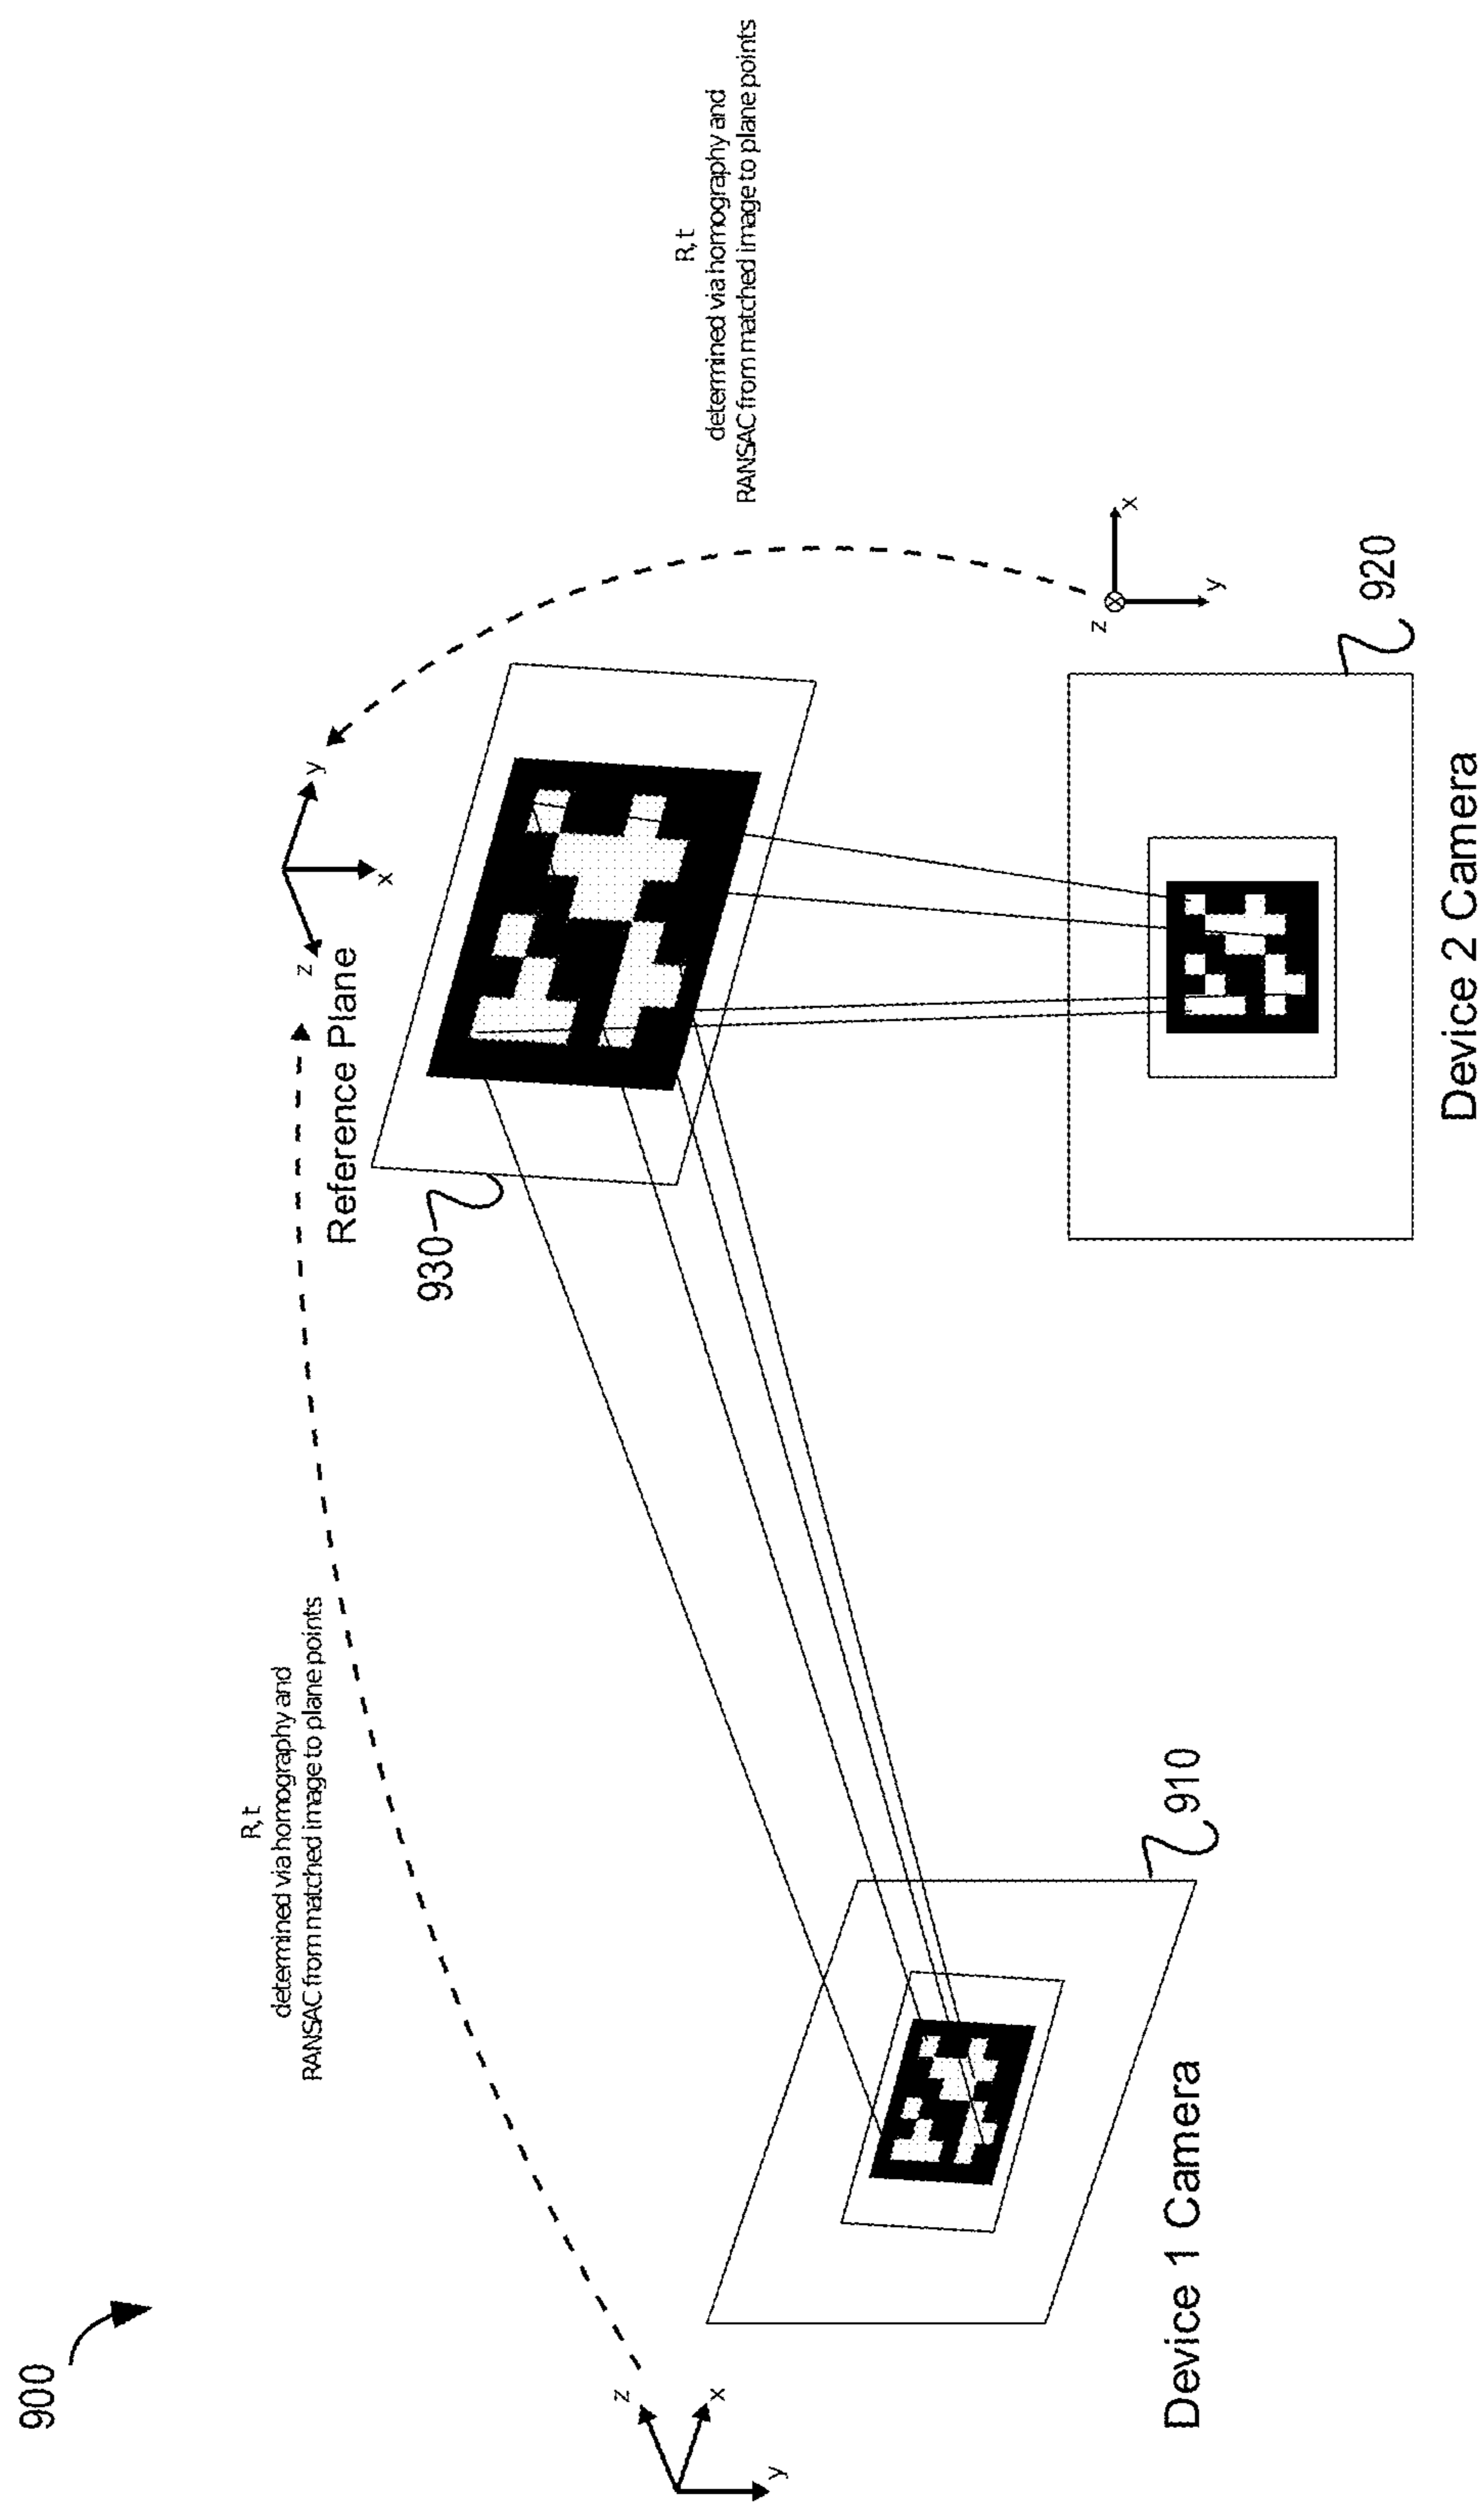 900
R, t
determined via homography and
RANSAC from matched image to plane points
R, t
determined via homography and
RANSAC from matched image to plane points
z
y
x
Reference Plane
930
z
x
y
910
Device 1 Camera
z
x
y
920
Device 2 Camera